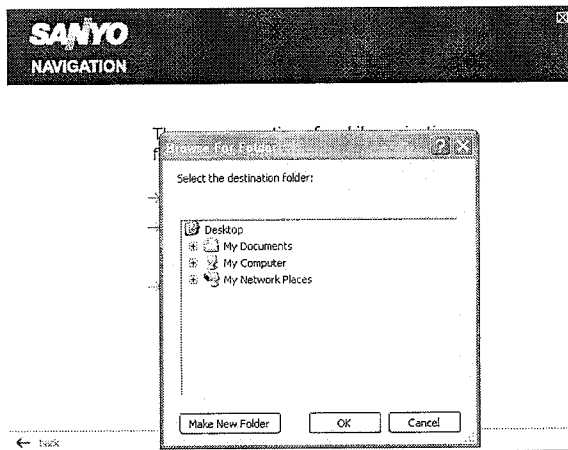 SANYO
NAVIGATION
Browse For Folder
Select the destination folder:
Desktop
My Documents
My Computer
My Network Places
Make New Folder
OK
Cancel
← back